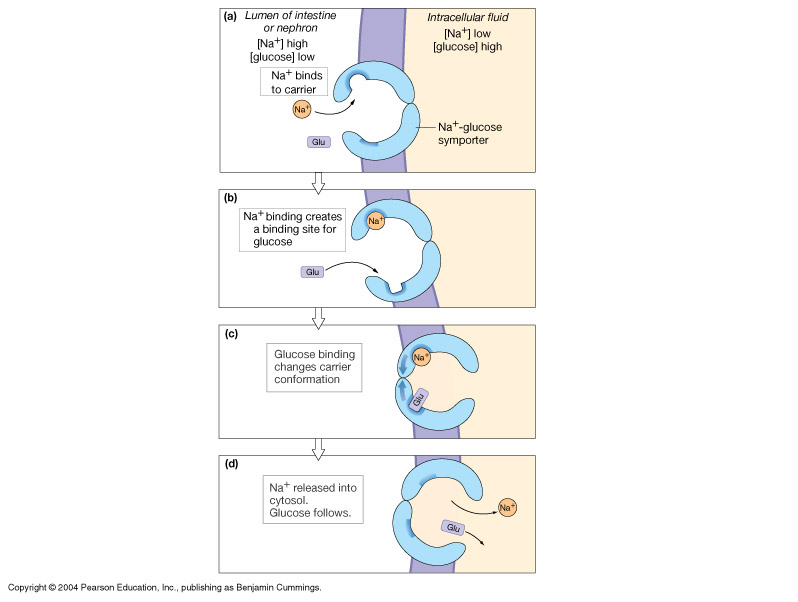 (a) Lumen of intestine
or nephron
[Na+] high
[glucose] low
Intracellular fluid
[Na+] low
[glucose] high
Na+ binds
to carrier
Na+
Glu
Na+-glucose
symporter
(b)
Na+ binding creates
a binding site for
glucose
Na+
Glu
(c)
Glucose binding
changes carrier
conformation
Na+
Glu
(d)
Na+ released into
cytosol.
Glucose follows.
Na+
Glu
Copyright © 2004 Pearson Education, Inc., publishing as Benjamin Cummings.